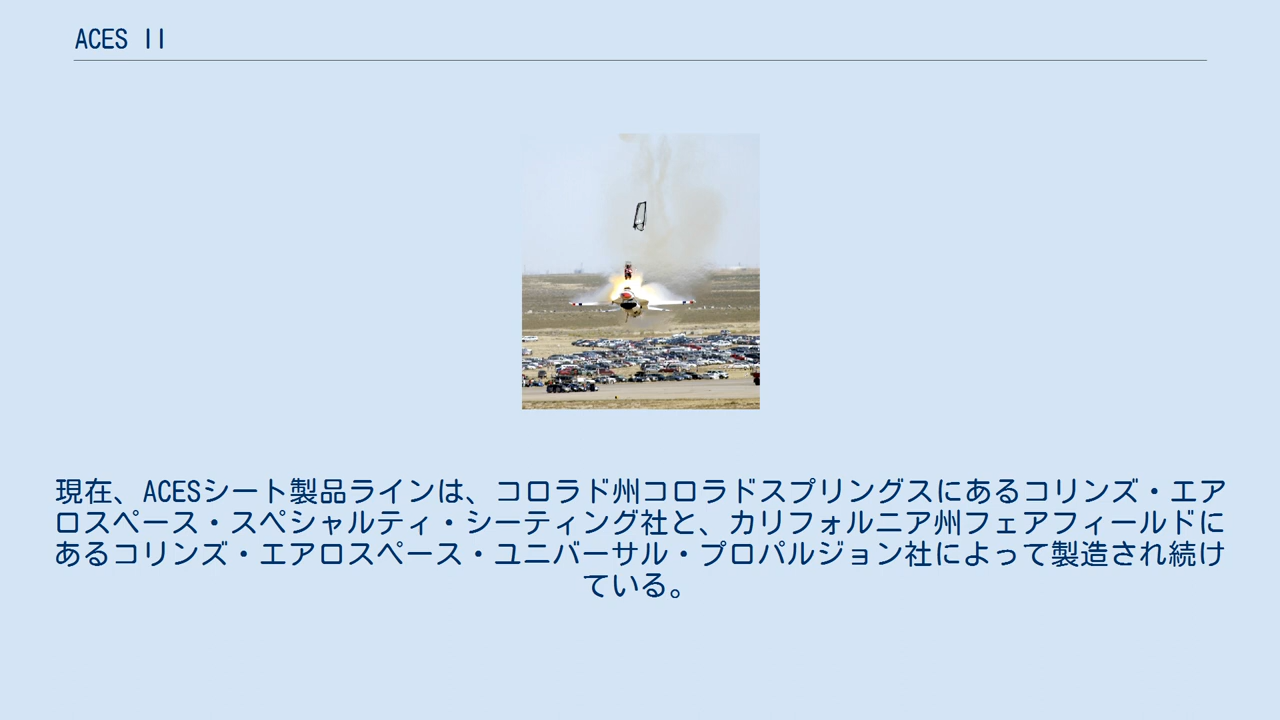 ACES II
現在、ACESシート製品ラインは、コロラド州コロラドスプリングスにあるコリンズ・エア
ロスペース・スペシャルティ・シーティング社と、カリフォルニア州フェアフィールドに
あるコリンズ・エアロスペース・ユニバーサル・プロパルジョン社によって製造され続け
ている。